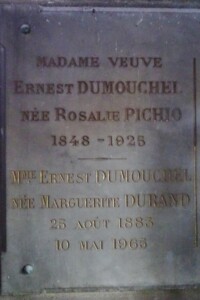 MADAME VEUVE
ERNEST DUMOUCHEL
NÉE ROSALIE PICHIO
1848 - 1925
MME ERNEST DUMOUCHEL
NÉE MARGUERITE DURAND
25 AOÛT 1883
10 MAI 1965